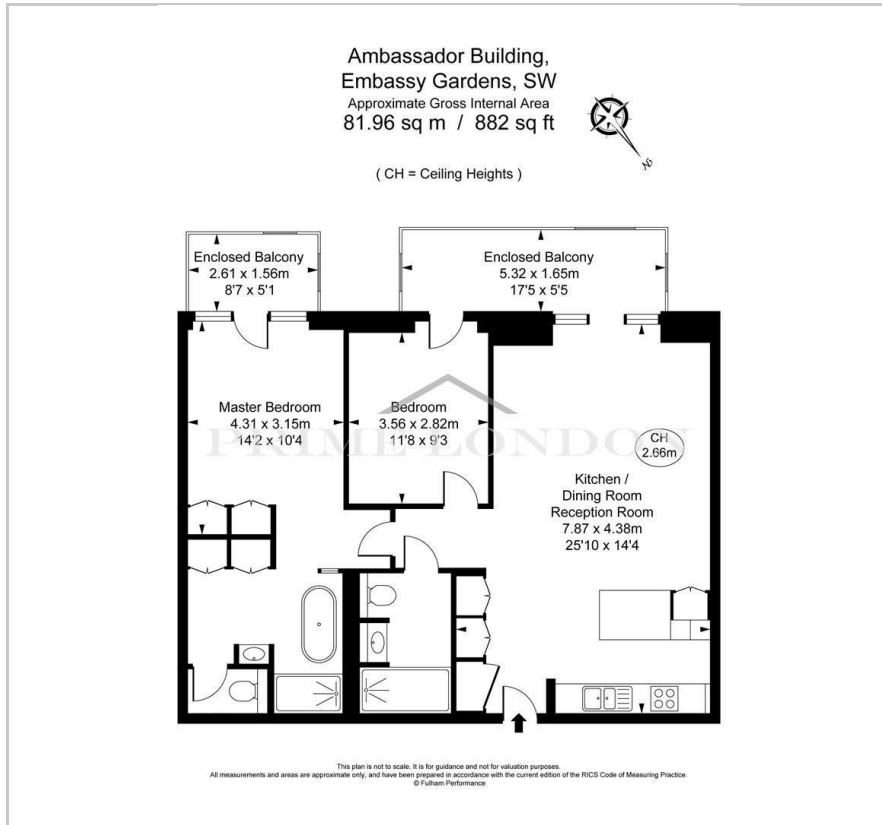 Ambassador Building,
Embassy Gardens, SW
Approximate Gross Internal Area
81.96 sq m / 882 sq ft
N
( CH = Ceiling Heights )
Enclosed Balcony
2.61 x 1.56m
8'7 x 5'1
Enclosed Balcony
5.32 x 1.65m
17'5 x 5'5
Master Bedroom
4.31 x 3.15m
14'2 x 10'4
Bedroom
3.56 x 2.82m
11'8 x 9'3
PRIME LONDON
CH
2.66m
Kitchen /
Dining Room
Reception Room
7.87 x 4.38m
25'10 x 14'4
This plan is not to scale. It is for guidance and not for valuation purposes.
All measurements and areas are approximate only, and have been prepared in accordance with the current edition of the RICS Code of Measuring Practice.
© Fulham Performance